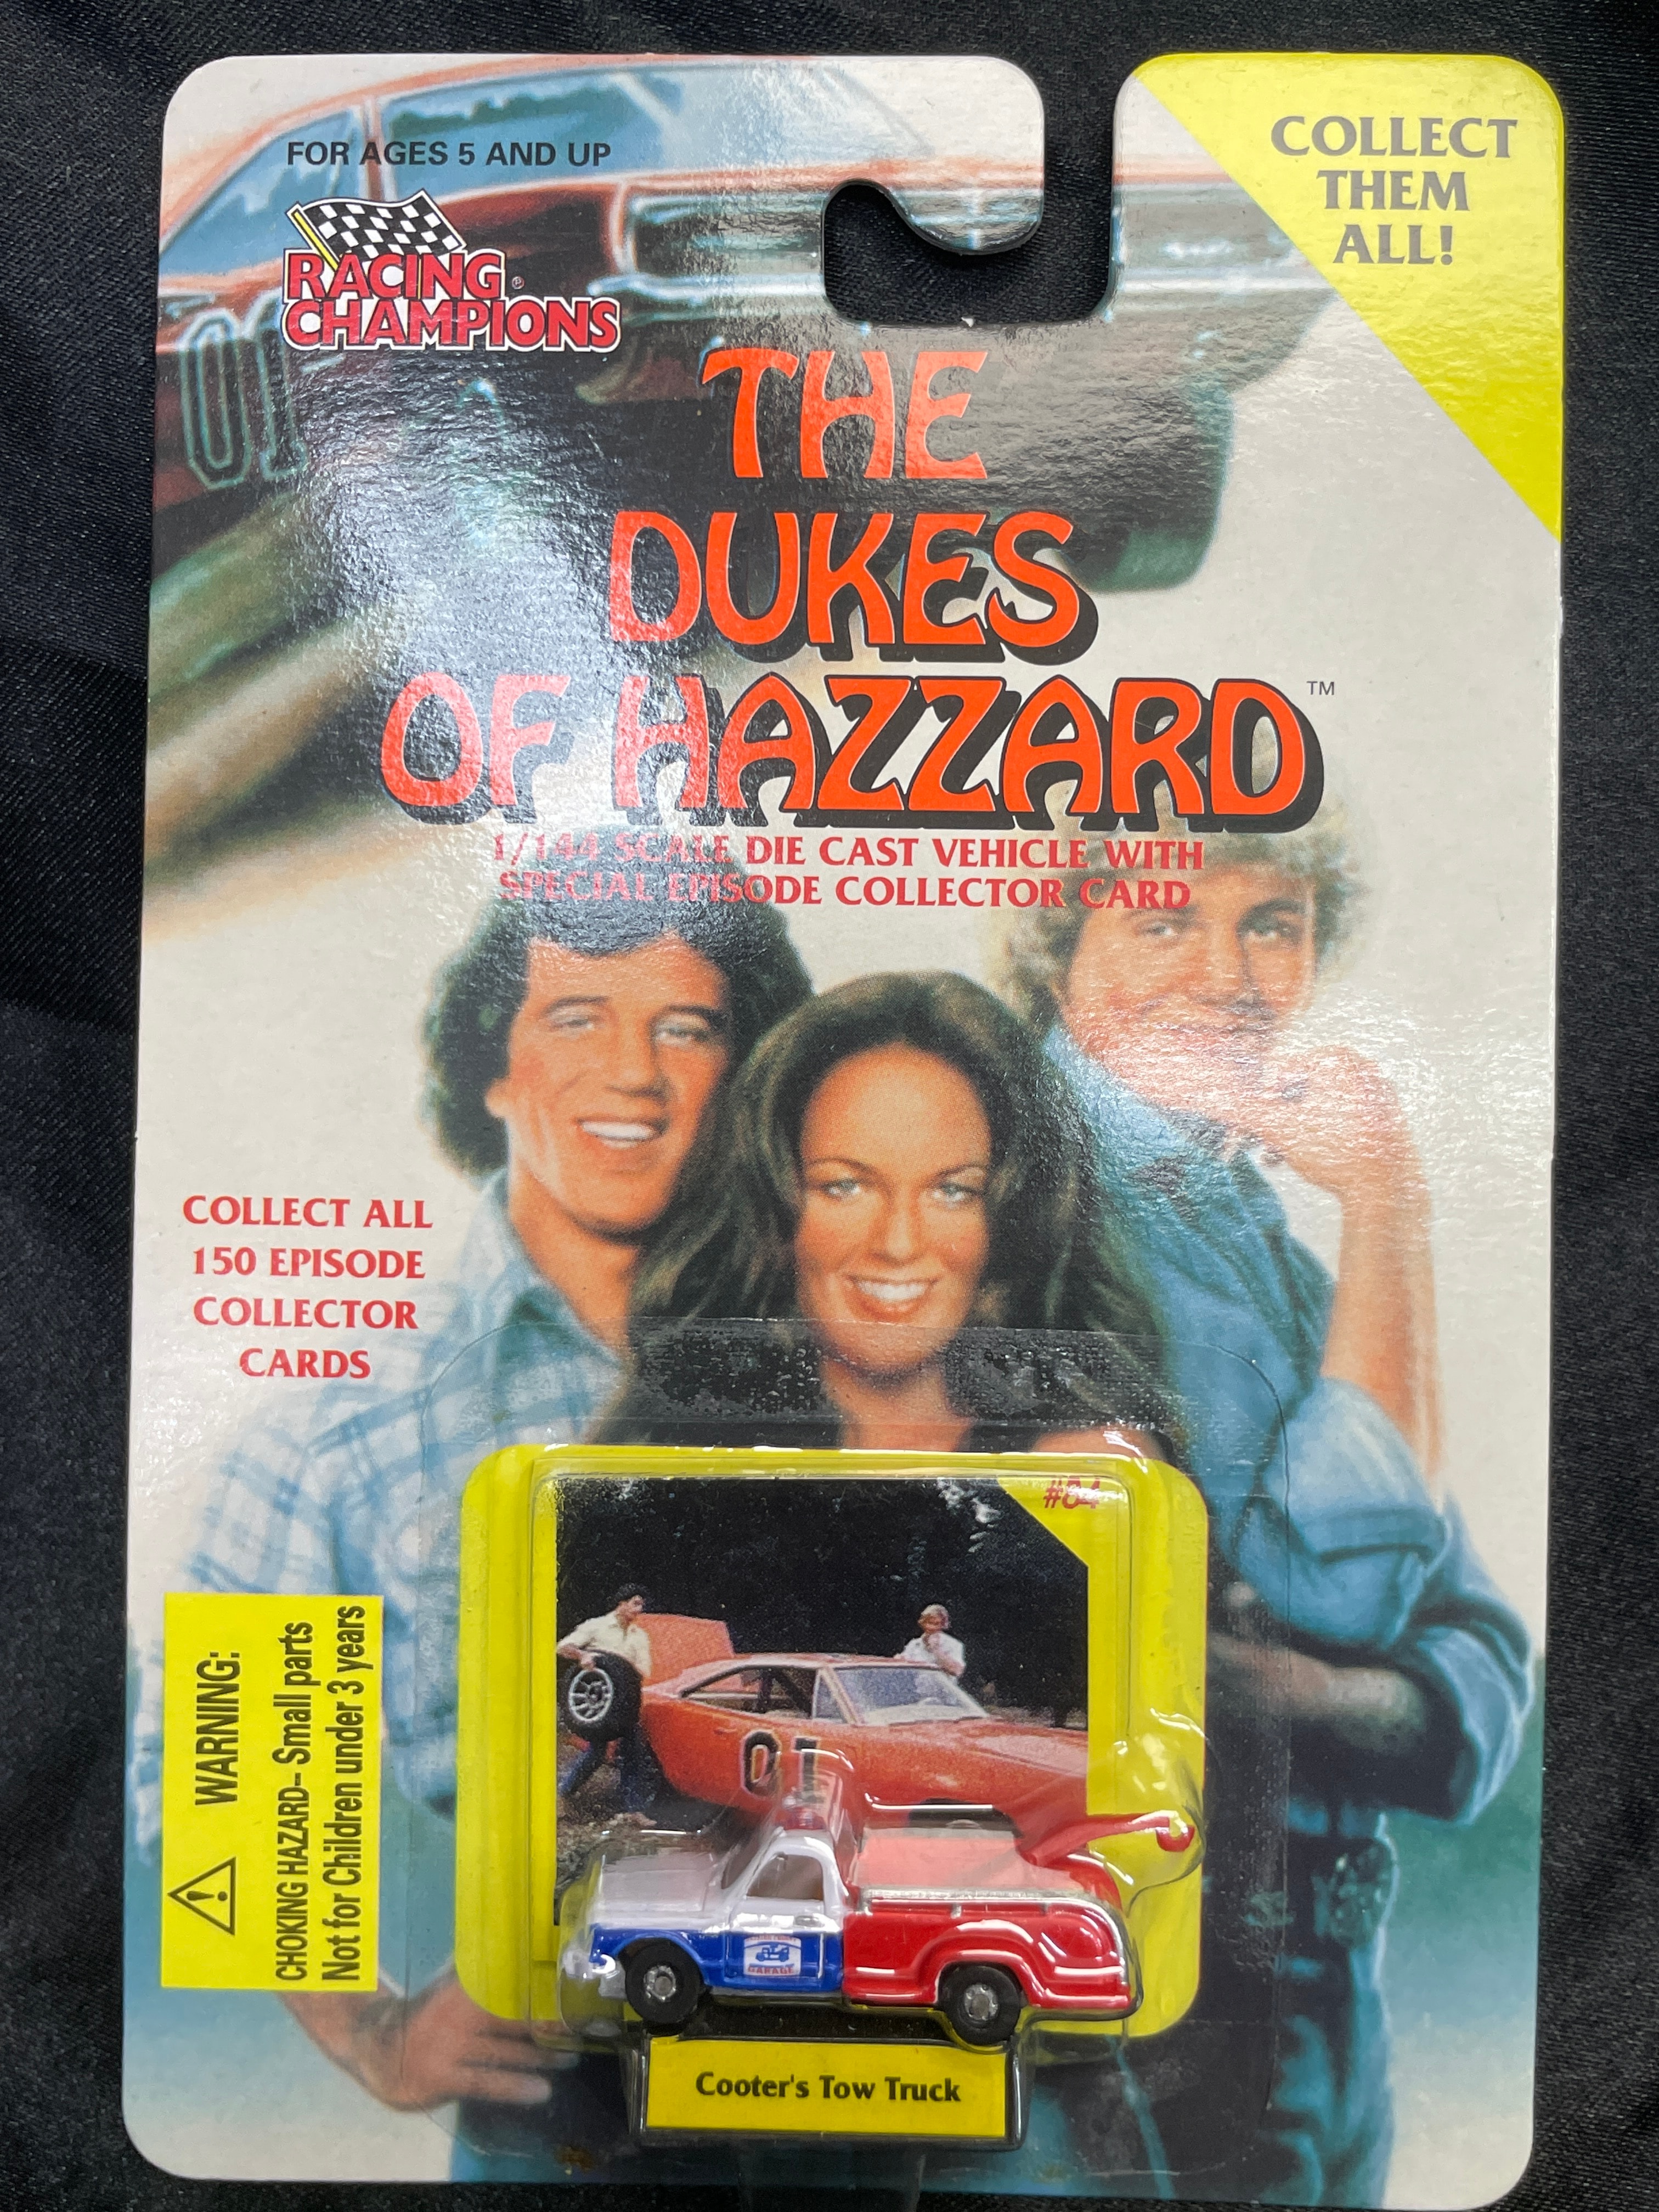 FOR AGES 5 AND UP
COLLECT
THEM
ALL!
RACING
CHAMPIONS
THE
DUKES
OF HAZZARD™
1/144 SCALE DIE CAST VEHICLE WITH
SPECIAL EPISODE COLLECTOR CARD
COLLECT ALL
150 EPISODE
COLLECTOR
CARDS
WARNING:
CHOKING HAZARD- Small parts
Not for Children under 3 years
01
01
GARAGE
Cooter's Tow Truck